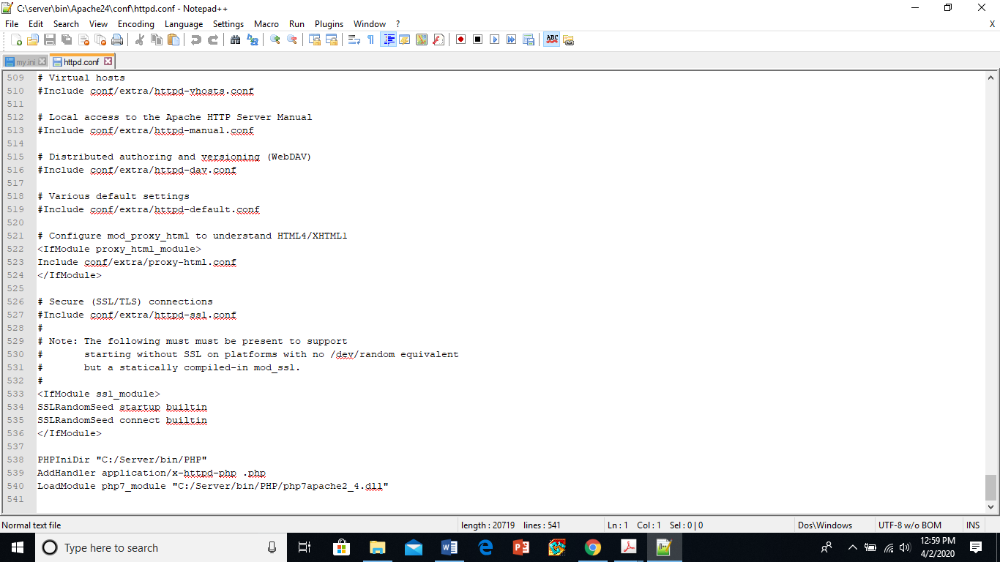 C:\server\bin\Apache24\conf\httpd.conf - Notepad++
File Edit Search View Encoding Language Settings Macro Run Plugins Window ? X
ABC
my.ini httpd.conf
509 # Virtual hosts
510 #Include conf/extra/httpd-vhosts.conf
511
512 # Local access to the Apache HTTP Server Manual
513 #Include conf/extra/httpd-manual.conf
514
515 # Distributed authoring and versioning (WebDAV)
516 #Include conf/extra/httpd-dav.conf
517
518 # Various default settings
519 #Include conf/extra/httpd-default.conf
520
521 # Configure mod_proxy_html to understand HTML4/XHTML1
522 <IfModule proxy_html_module>
523 Include conf/extra/proxy-html.conf
524 </IfModule>
525
526 # Secure (SSL/TLS) connections
527 #Include conf/extra/httpd-ssl.conf
528 #
529 # Note: The following must must be present to support
530 #       starting without SSL on platforms with no /dev/random equivalent
531 #       but a statically compiled-in mod_ssl.
532 #
533 <IfModule ssl_module>
534 SSLRandomSeed startup builtin
535 SSLRandomSeed connect builtin
536 </IfModule>
537
538 PHPIniDir "C:/Server/bin/PHP"
539 AddHandler application/x-httpd-php .php
540 LoadModule php7_module "C:/Server/bin/PHP/php7apache2_4.dll"
541
Normal text file length : 20719 lines : 541 Ln : 1 Col : 1 Sel : 0 | 0 Dos\Windows UTF-8 w/o BOM INS
Type here to search
12:59 PM
4/2/2020